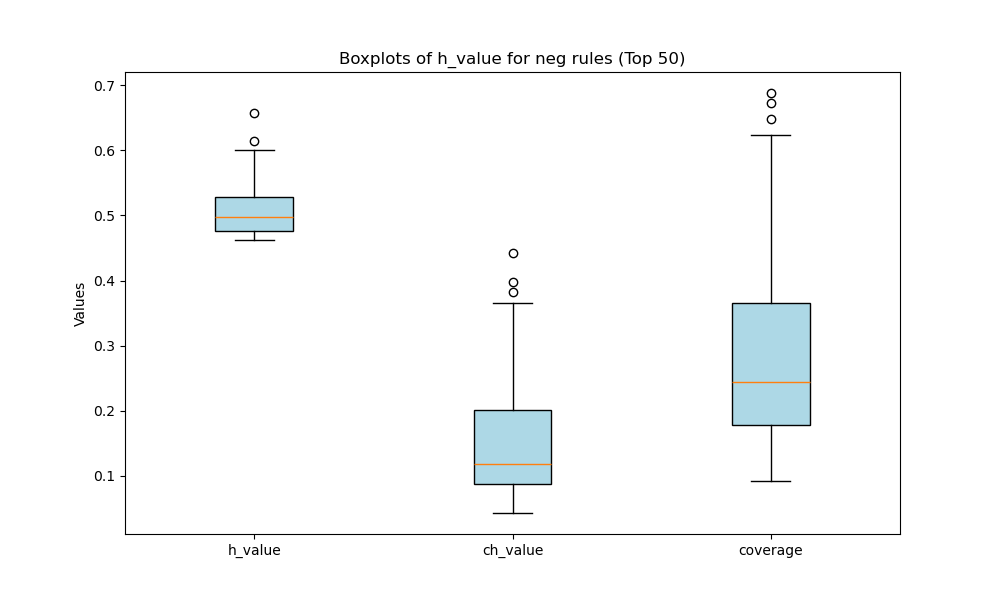 Boxplots of h_value for neg rules (Top 50)
0.7
0.6
0.5
0.4
0.3
0.2
0.1
Values
h_value
ch_value
coverage